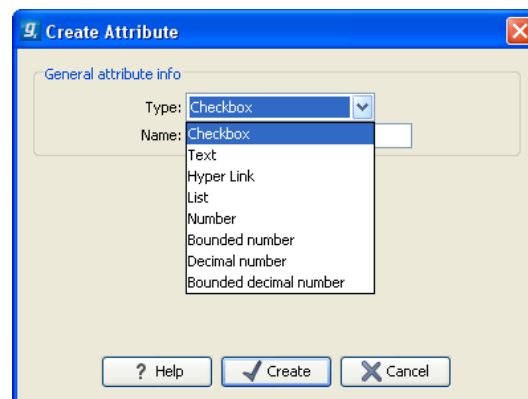 g. Create Attribute
General attribute info
Type: Checkbox
Name: Checkbox
Text
Hyper Link
List
Number
Bounded number
Decimal number
Bounded decimal number
? Help Create Cancel